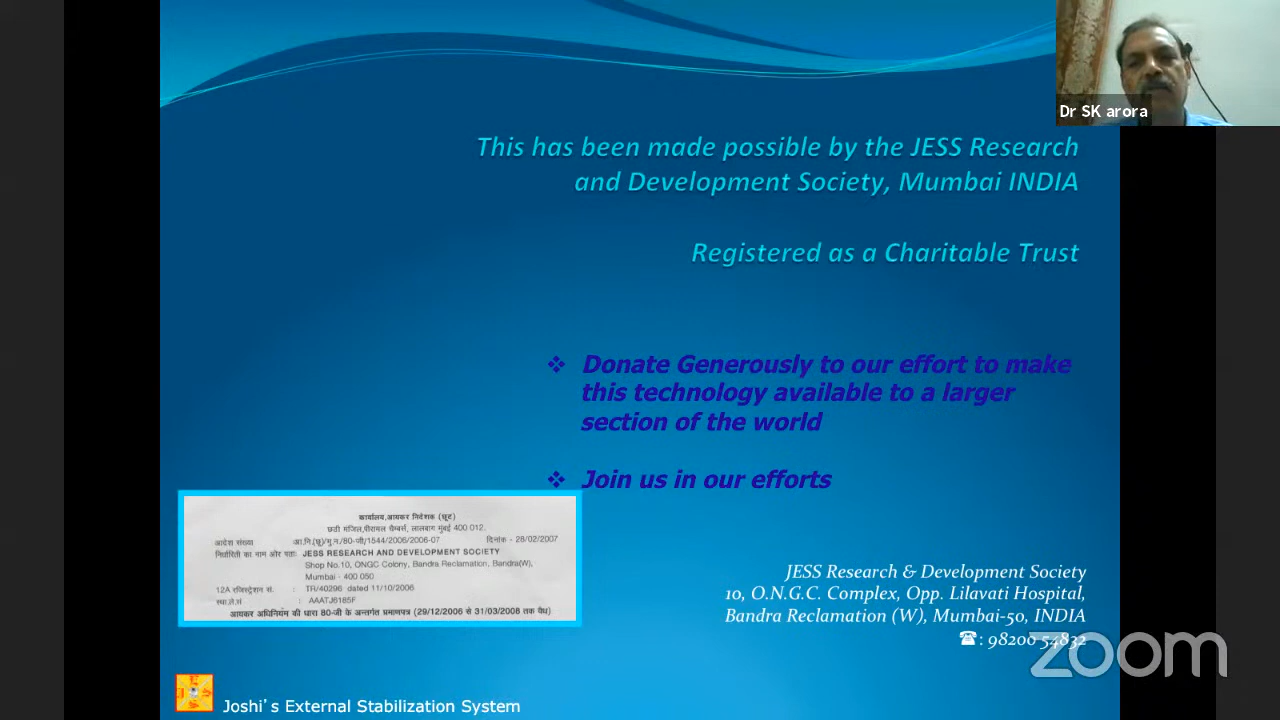 Dr SK arora
This has been made possible by the JESS Research
and Development Society, Mumbai INDIA
Registered as a Charitable Trust
❖ Donate Generously to our effort to make
this technology available to a larger
section of the world
❖ Join us in our efforts
कार्यालय,आयकर निदेशक (छूट)
छठी मंजिल,पीरामल चैम्बर्स, लालबाग मुंबई 400 012.
आदेश संख्या आ.नि.(छू)/मु.न/80-जी/1544/2006/2006-07 दिनांक - 28/02/2007
निर्धारिती का नाम और पताः JESS RESEARCH AND DEVELOPMENT SOCIETY
Shop No.10, ONGC Colony, Bandra Reclamation, Bandra(W),
Mumbai - 400 050
12A रजिस्ट्रेशन सं. : TR/40296 dated 11/10/2006
स्था.ले.सं : AAATJ6185F
आयकर अधिनियम की धारा 80-जी के अन्तर्गत प्रमाणपत्र (29/12/2006 से 31/03/2008 तक वैध)
JESS Research & Development Society
10, O.N.G.C. Complex, Opp. Lilavati Hospital,
Bandra Reclamation (W), Mumbai-50, INDIA
☎: 98200 54832
zoom
Joshi's External Stabilization System